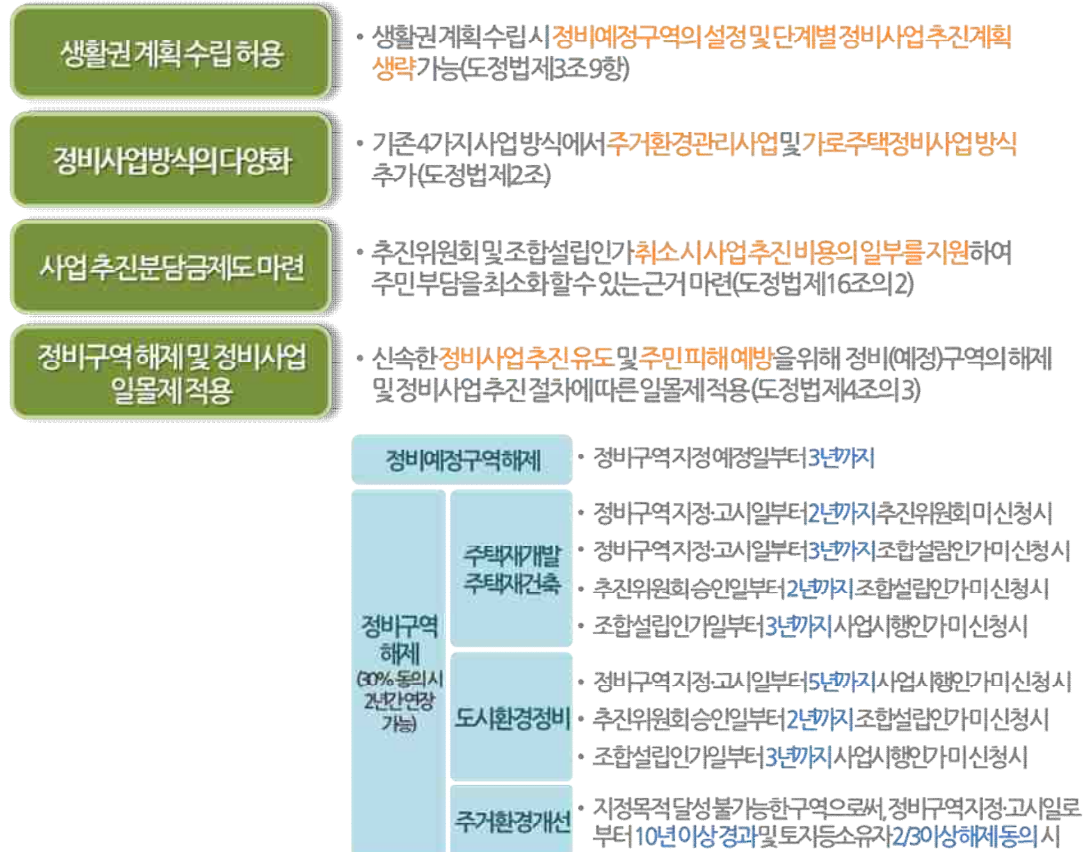 생활권 계획 수립 허용
• 생활권 계획 수립 시 정비예정구역의 설정 및 단계별 정비사업 추진계획
생략 가능(도정법 제3조 9항)
정비사업방식의 다양화
• 기존 4가지 사업 방식에서 주거환경관리사업 및 가로주택정비사업 방식
추가 (도정법 제2조)
사업 추진분담금제도 마련
• 추진위원회 및 조합설립인가 취소 시 사업 추진 비용의 일부를 지원하여
주민 부담을 최소화 할 수 있는 근거 마련(도정법 제16조의 2)
정비구역 해제 및 정비사업
일몰제 적용
• 신속한 정비사업 추진 유도 및 주민 피해 예방을 위해 정비(예정)구역의 해제
및 정비사업 추진 절차에 따른 일몰제 적용 (도정법 제4조의 3)
정비예정구역해제
• 정비구역 지정 예정일부터 3년까지
정비구역
해제
(30% 동의 시
2년간 연장
가능)
주택재개발
주택재건축
• 정비구역 지정·고시일부터 2년까지 추진위원회 미 신청 시
• 정비구역 지정·고시일부터 3년까지 조합설림인가 미 신청 시
• 추진위원회 승인일부터 2년까지 조합설립인가 미 신청 시
• 조합설립인가일부터 3년까지 사업시행인가 미 신청 시
도시환경정비
• 정비구역 지정·고시일부터 5년까지 사업시행인가 미 신청 시
• 추진위원회 승인일부터 2년까지 조합설립인가 미 신청 시
• 조합설립인가일부터 3년까지 사업시행인가 미 신청 시
주거환경개선
• 지정목적 달성 불가능한 구역으로써, 정비구역 지정·고시일로
부터 10년 이상 경과 및 토지등소유자 2/3이상 해제 동의 시